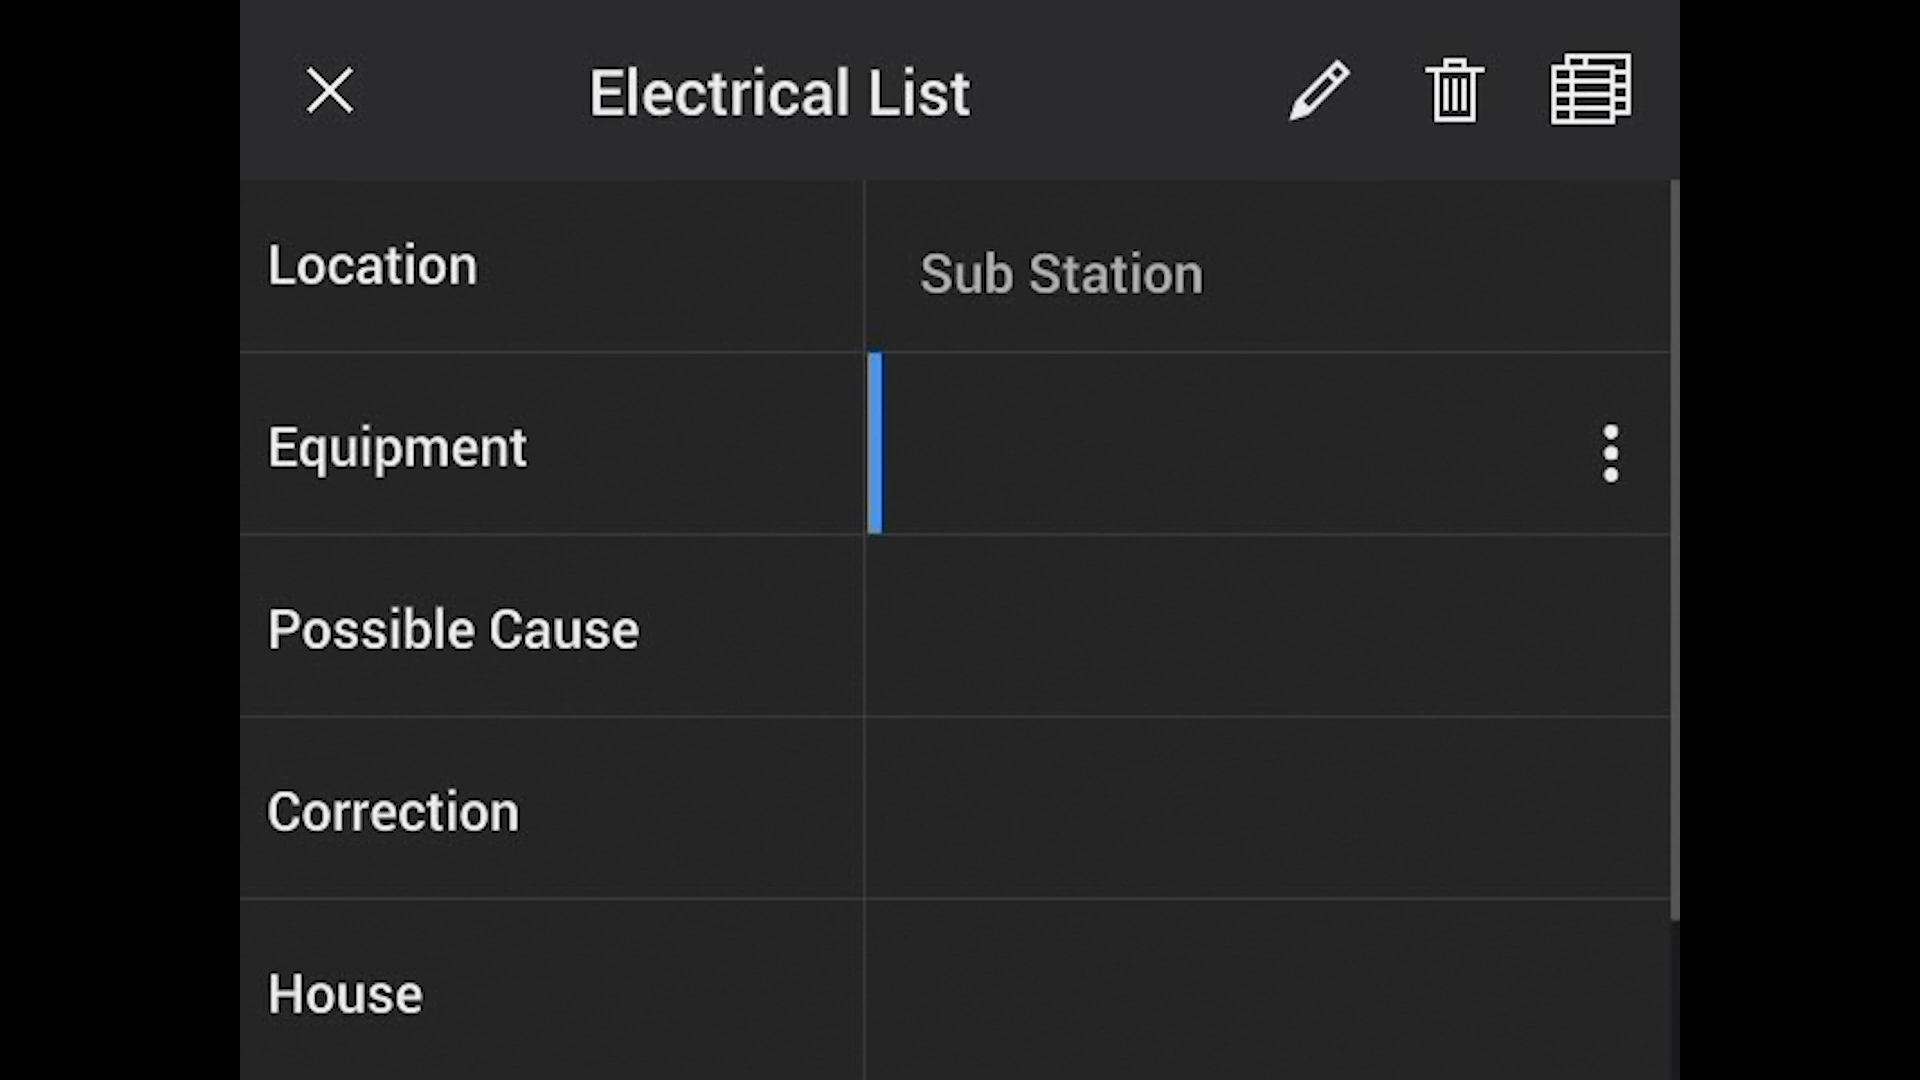 Electrical List
Location
Sub Station
Equipment
Possible Cause
Correction
House